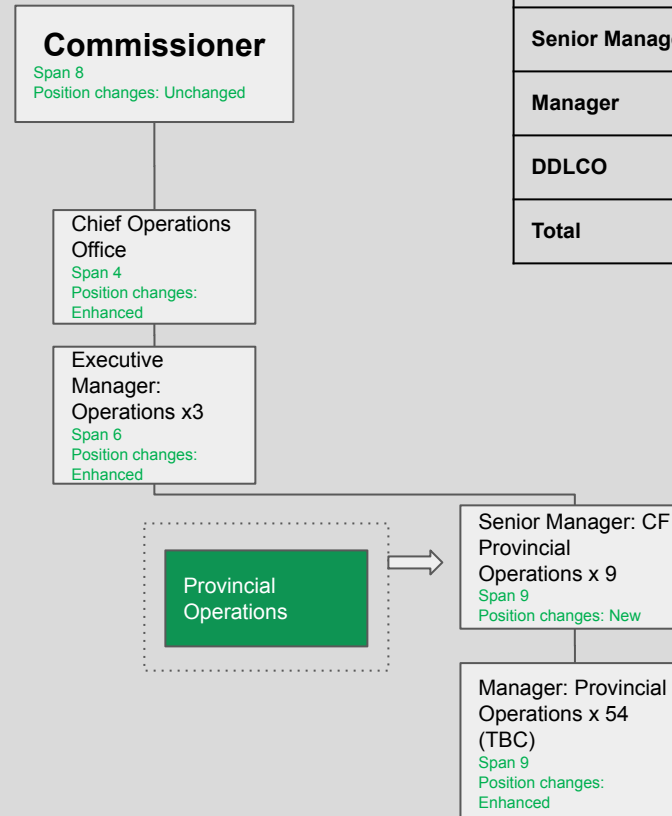 Commissioner
Span 8
Position changes: Unchanged
Senior
Manager
DDLCO
Total
Chief Operations
Office
Span 4
Position changes:
Enhanced
Executive
Manager:
Operations x3
Span 6
Position changes:
Enhanced
Provincial
Operations
Senior Manager: CF
Provincial
Operations x 9
Span 9
Position changes: New
Manager: Provincial
Operations x 54
(TBC)
Span 9
Position changes:
Enhanced